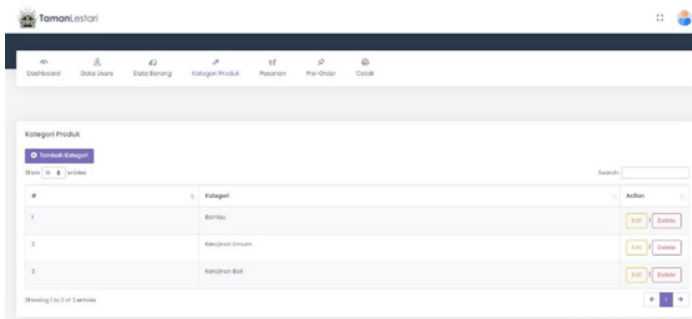 TamanLestari
Dashboard Data Users Data Barang Kategori Produk Pesanan Pre-Order Cetak
Kategori Produk
Tambah Kategori
Show 10 entries Search:
# Kategori Action
1 Bambu Edit | Delete
2 Kerajinan Umum Edit | Delete
3 Kerajinan Bali Edit | Delete
Showing 1 to 3 of 3 entries 1